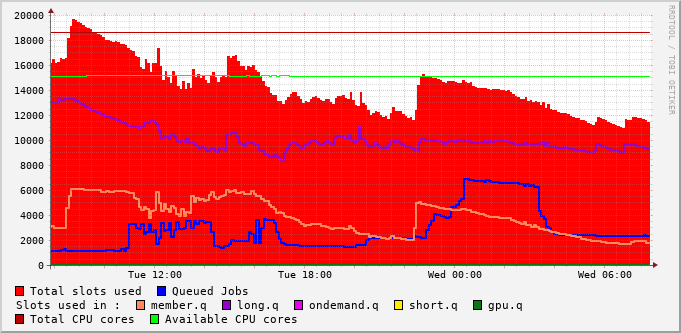 20000
18000
16000
14000
12000
10000
8000
6000
4000
2000
0
Tue 12:00 Tue 18:00 Wed 00:00 Wed 06:00
RRDTOOL / TOBI OETIKER
Total slots used Queued Jobs
Slots used in : member.q long.q ondemand.q short.q gpu.q
Total CPU cores Available CPU cores